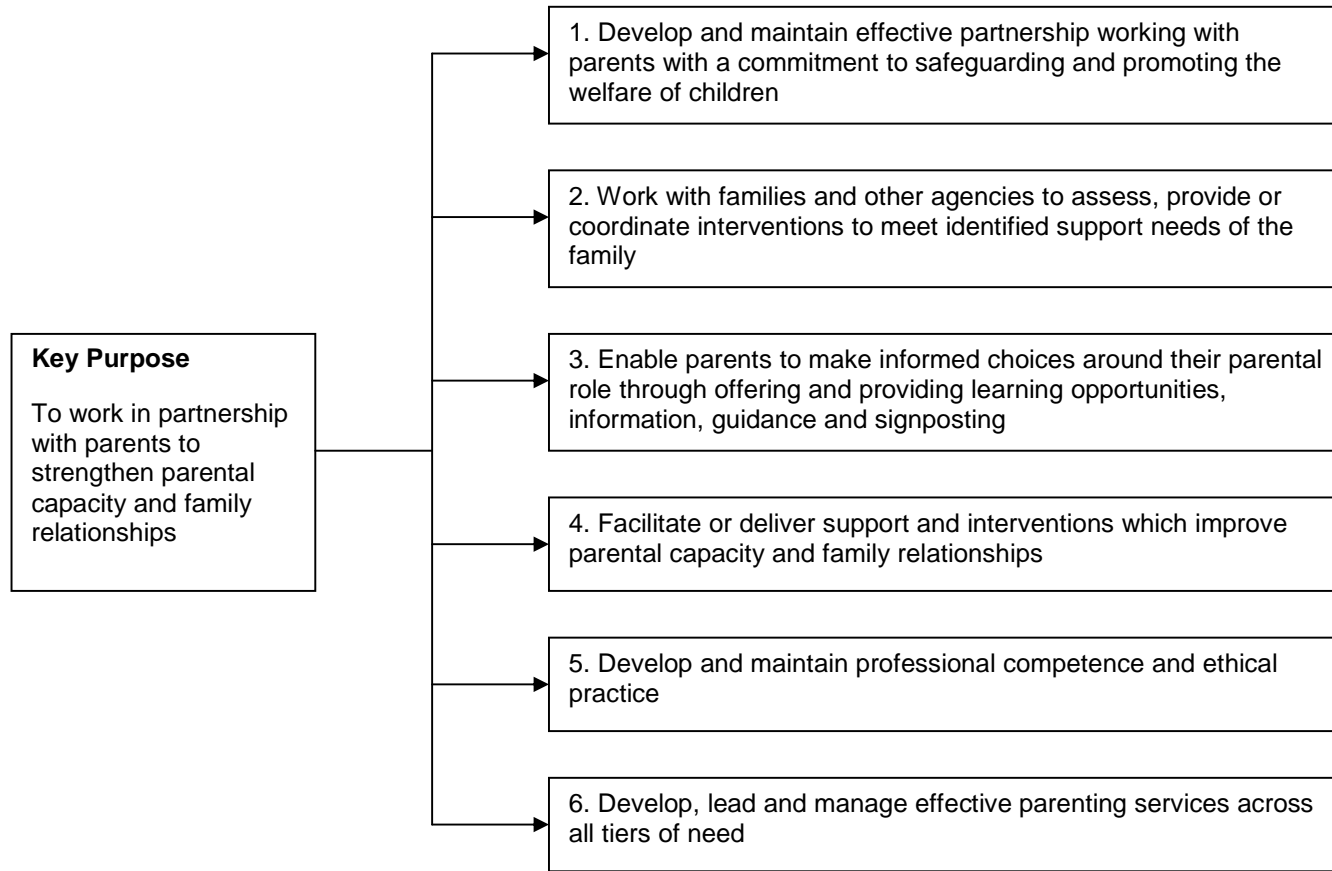 Key Purpose
To work in partnership
with parents to
strengthen parental
capacity and family
relationships
1. Develop and maintain effective partnership working with
parents with a commitment to safeguarding and promoting the
welfare of children
2. Work with families and other agencies to assess, provide or
coordinate interventions to meet identified support needs of the
family
3. Enable parents to make informed choices around their parental
role through offering and providing learning opportunities,
information, guidance and signposting
4. Facilitate or deliver support and interventions which improve
parental capacity and family relationships
5. Develop and maintain professional competence and ethical
practice
6. Develop, lead and manage effective parenting services across
all tiers of need